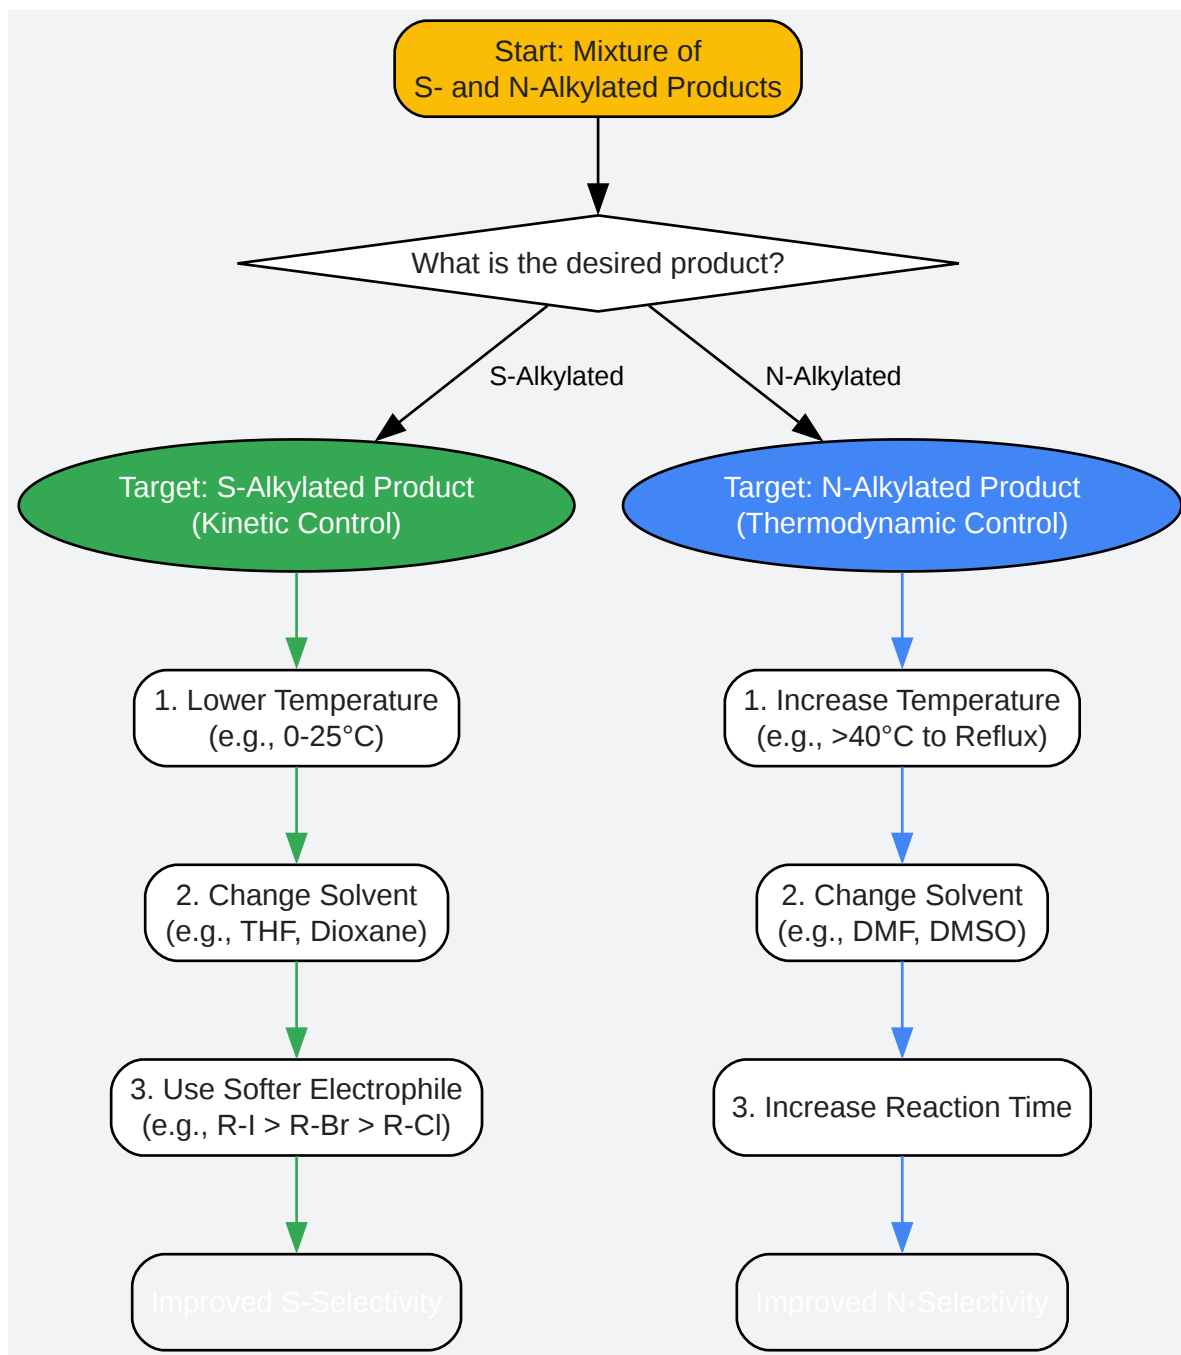 Start: Mixture of
S- and N-Alkylated Products
What is the desired product?
S-Alkylated
N-Alkylated
Target: S-Alkylated Product
(Kinetic Control)
Target: N-Alkylated Product
(Thermodynamic Control)
1. Lower Temperature
(e.g., 0-25°C)
1. Increase Temperature
(e.g., >40°C to Reflux)
2. Change Solvent
(e.g., THF, Dioxane)
2. Change Solvent
(e.g., DMF, DMSO)
3. Use Softer Electrophile
(e.g., R-I > R-Br > R-Cl)
3. Increase Reaction Time
Improved S-Selectivity
Improved N-Selectivity